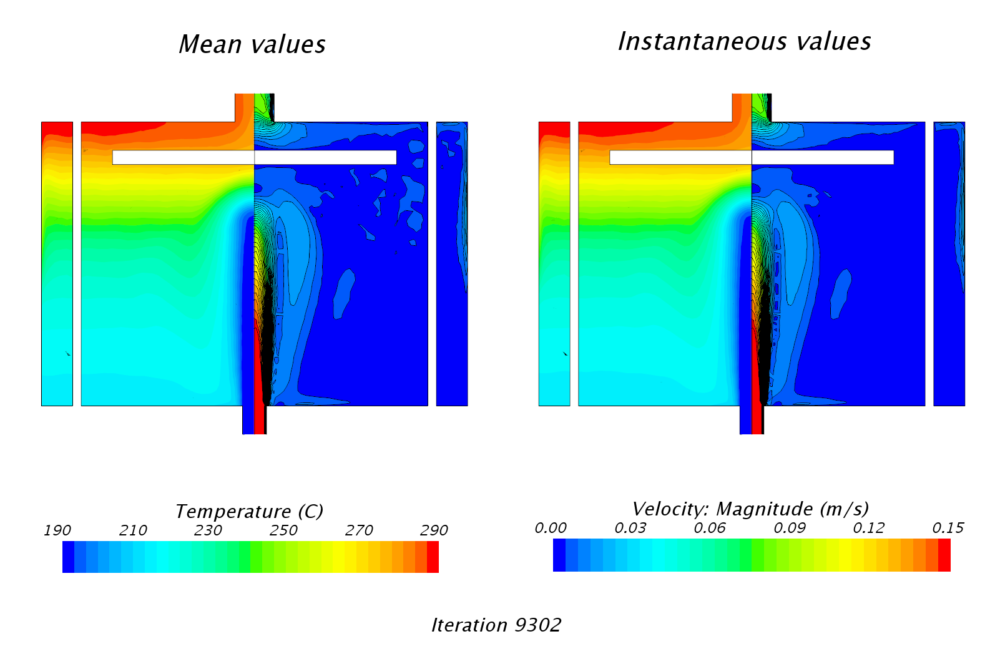 Mean values
Instantaneous values
Temperature (C)
190 210 230 250 270 290
Velocity: Magnitude (m/s)
0.00 0.03 0.06 0.09 0.12 0.15
Iteration 9302